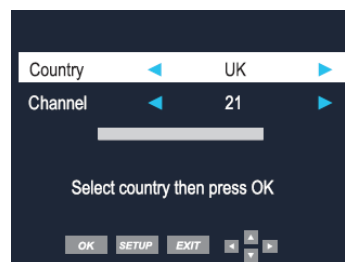 Country UK
Channel 21
Select country then press OK
OK SETUP EXIT